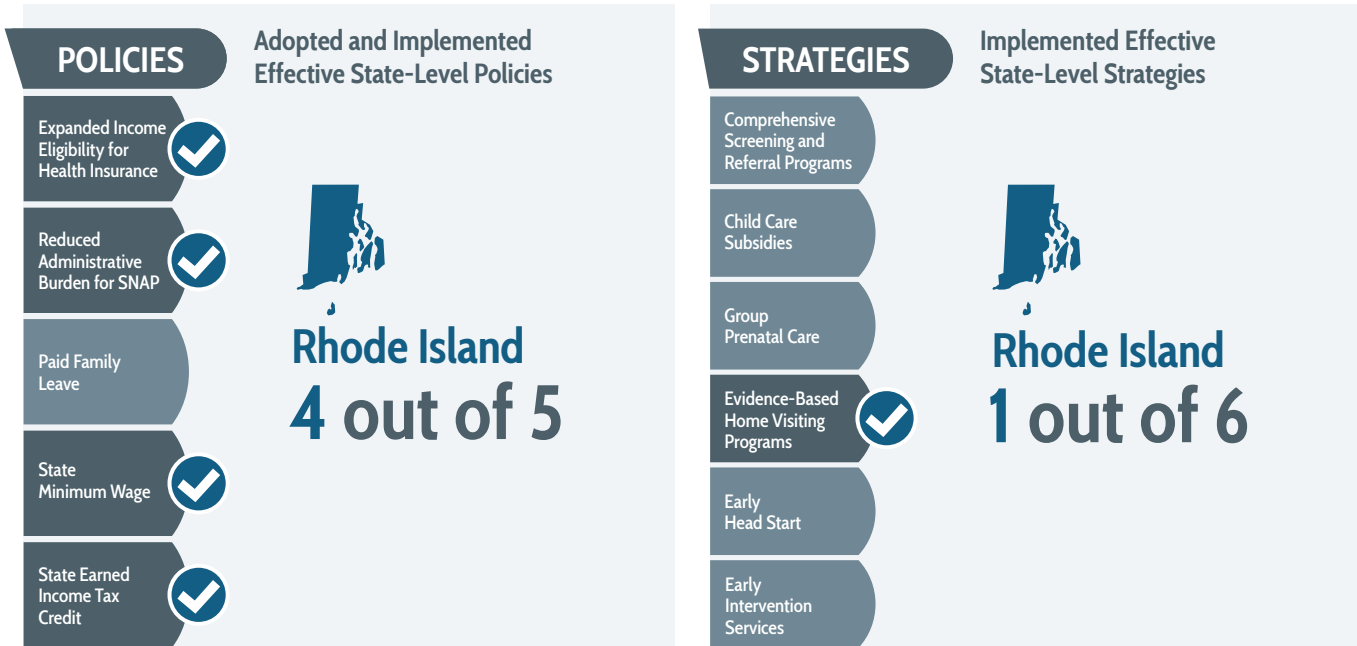 POLICIES
Adopted and Implemented
Effective State-Level Policies
Expanded Income
Eligibility for
Health Insurance
Reduced
Administrative
Burden for SNAP
Paid Family
Leave
State
Minimum Wage
State Earned
Income Tax
Credit
Rhode Island
4 out of 5
STRATEGIES
Implemented Effective
State-Level Strategies
Comprehensive
Screening and
Referral Programs
Child Care
Subsidies
Group
Prenatal Care
Evidence-Based
Home Visiting
Programs
Early
Head Start
Early
Intervention
Services
Rhode Island
1 out of 6